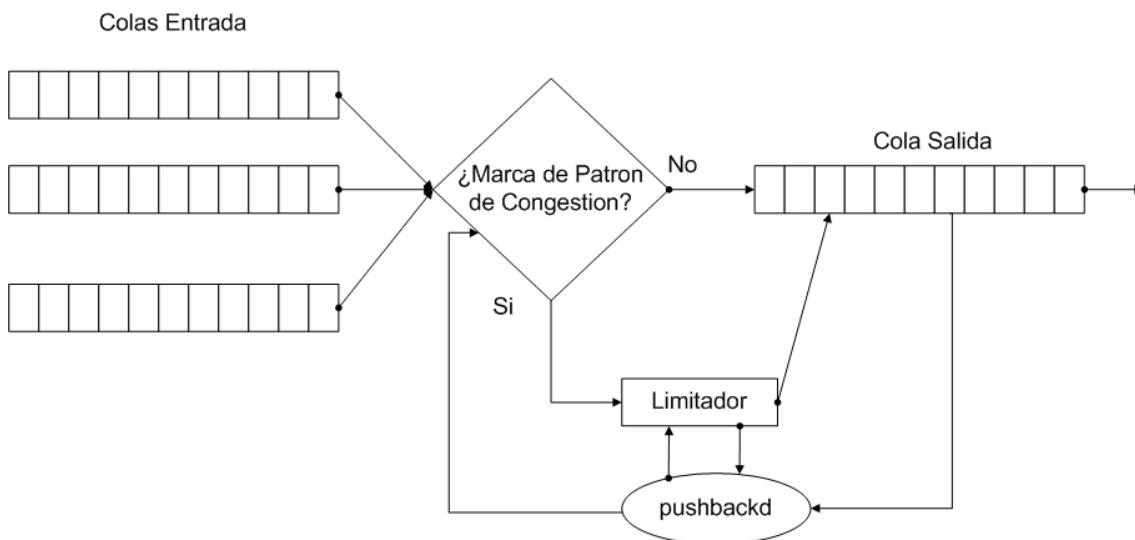 Colas Entrada
Cola Salida
¿Marca de Patron
de Congestion?
No
Si
Limitador
pushbackd